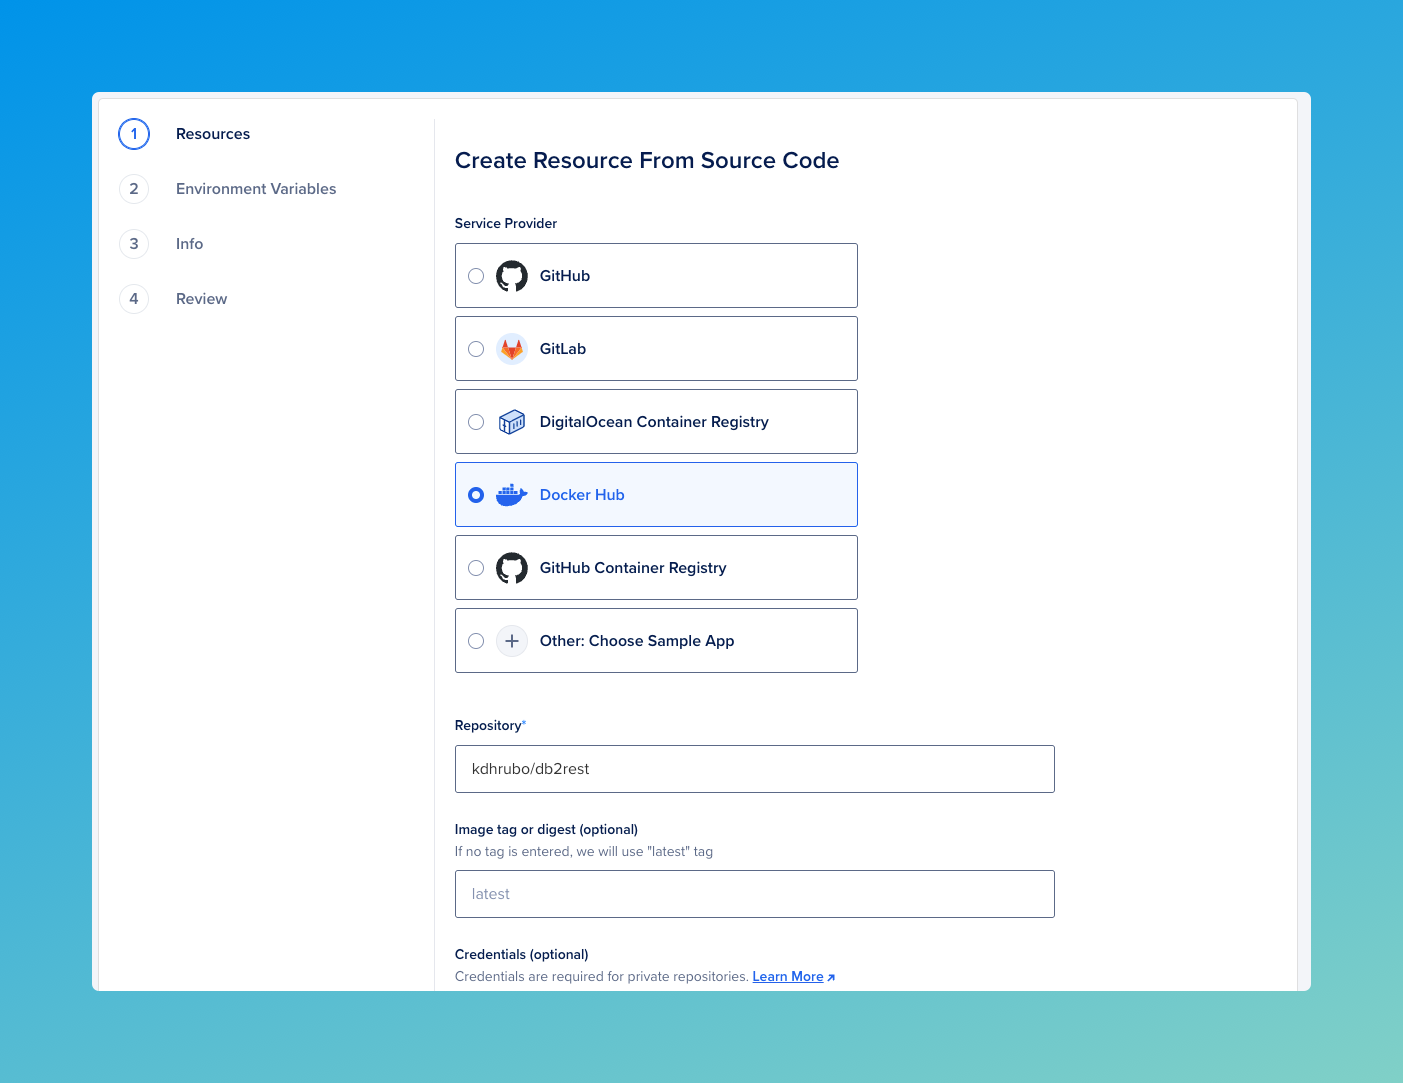 1 Resources
2 Environment Variables
3 Info
4 Review
Create Resource From Source Code
Service Provider
GitHub
GitLab
DigitalOcean Container Registry
Docker Hub
GitHub Container Registry
Other: Choose Sample App
Repository*
kdhrubo/db2rest
Image tag or digest (optional)
If no tag is entered, we will use "latest" tag
latest
Credentials (optional)
Credentials are required for private repositories. Learn More